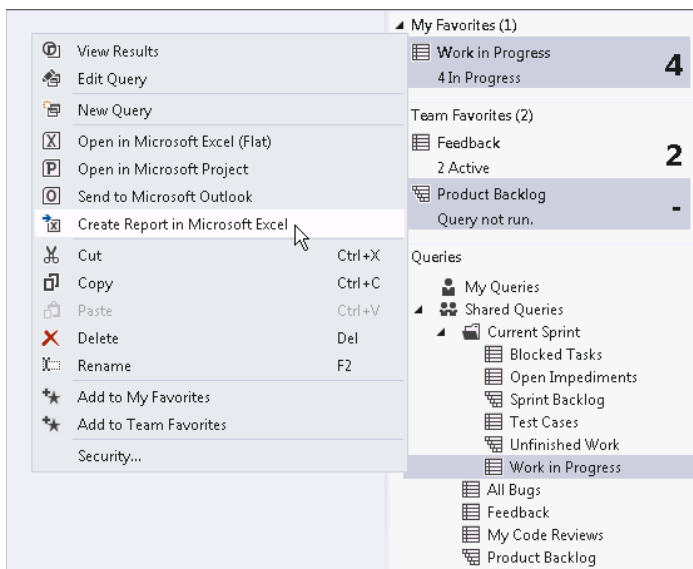 View Results
Edit Query
New Query
Open in Microsoft Excel (Flat)
Open in Microsoft Project
Send to Microsoft Outlook
Create Report in Microsoft Excel
Cut Ctrl+X
Copy Ctrl+C
Paste Ctrl+V
Delete Del
Rename F2
Add to My Favorites
Add to Team Favorites
Security...
My Favorites (1)
Work in Progress
4 In Progress
4
Team Favorites (2)
Feedback
2 Active
2
Product Backlog
Query not run.
-
Queries
My Queries
Shared Queries
Current Sprint
Blocked Tasks
Open Impediments
Sprint Backlog
Test Cases
Unfinished Work
Work in Progress
All Bugs
Feedback
My Code Reviews
Product Backlog